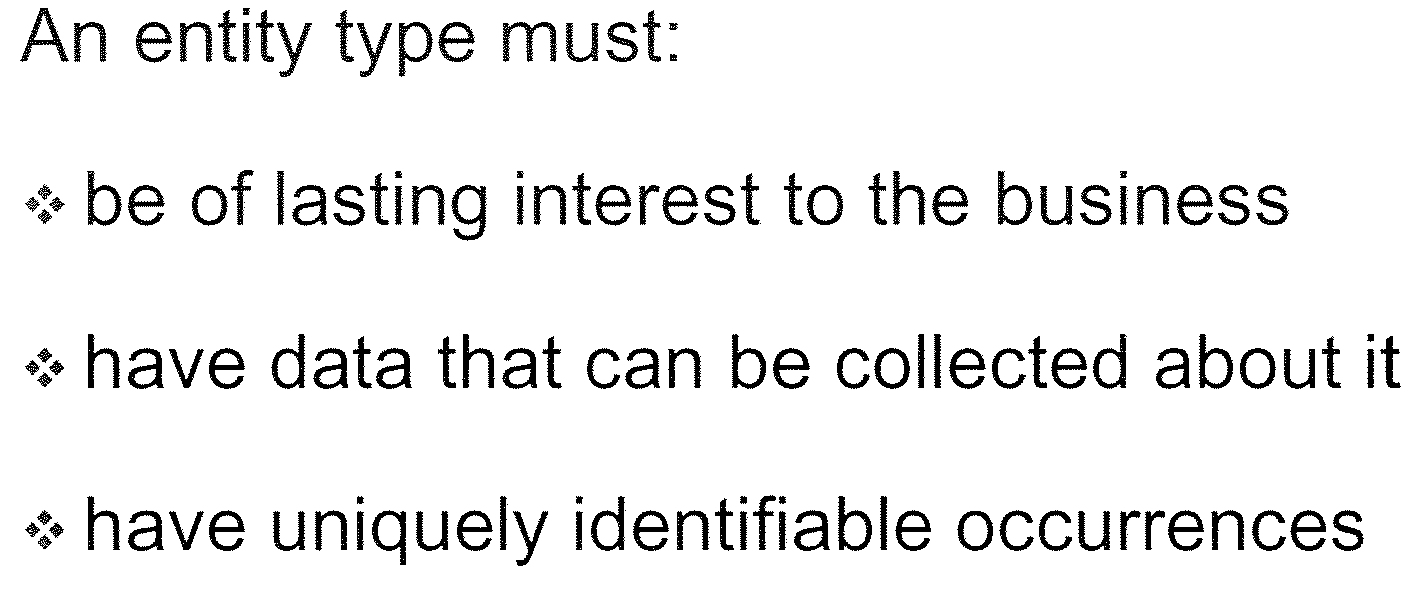 An entity type must:
❖ be of lasting interest to the business
❖ have data that can be collected about it
❖ have uniquely identifiable occurrences